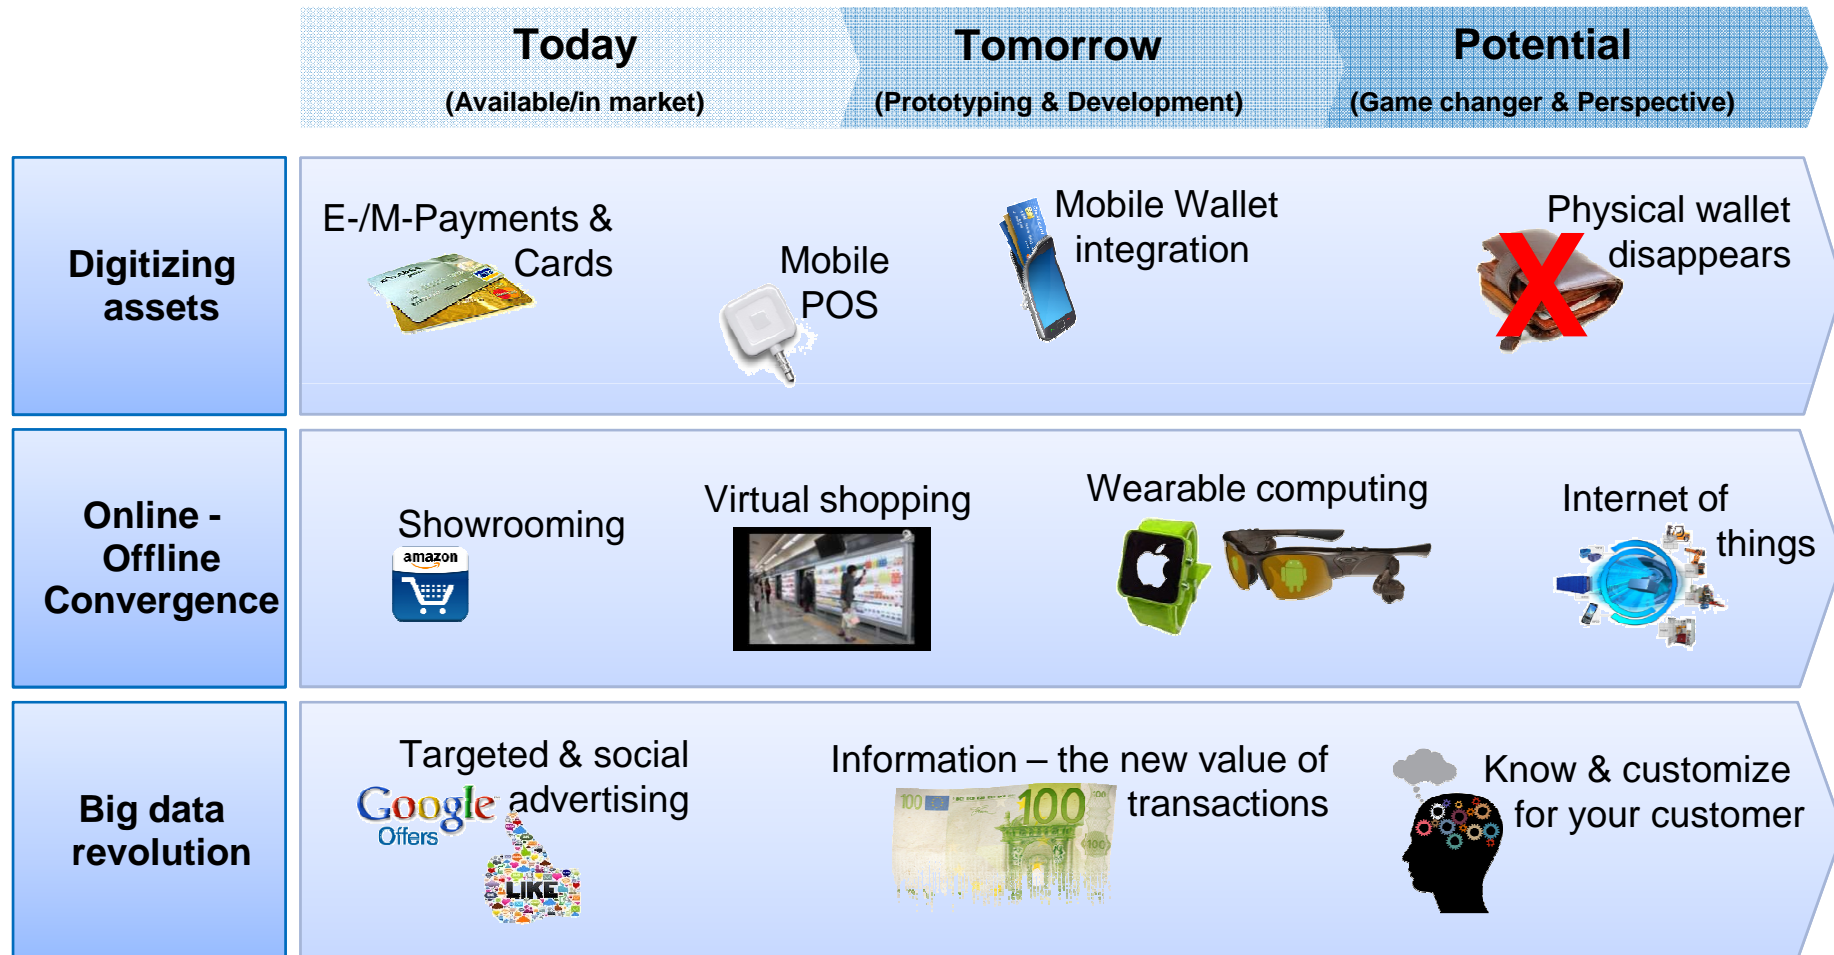 Today
(Available/in market)
Tomorrow
(Prototyping & Development)
Potential
(Game changer & Perspective)
Digitizing
assets
E-/M-Payments &
Cards
Mobile
POS
Mobile Wallet
integration
Physical wallet
disappears
X
Online -
Offline
Convergence
Showrooming
amazon
Virtual shopping
Wearable computing
Internet of
things
Big data
revolution
Targeted & social
advertising
Google
Offers
LIKE
Information – the new value of
transactions
100
100
100
Know & customize
for your customer